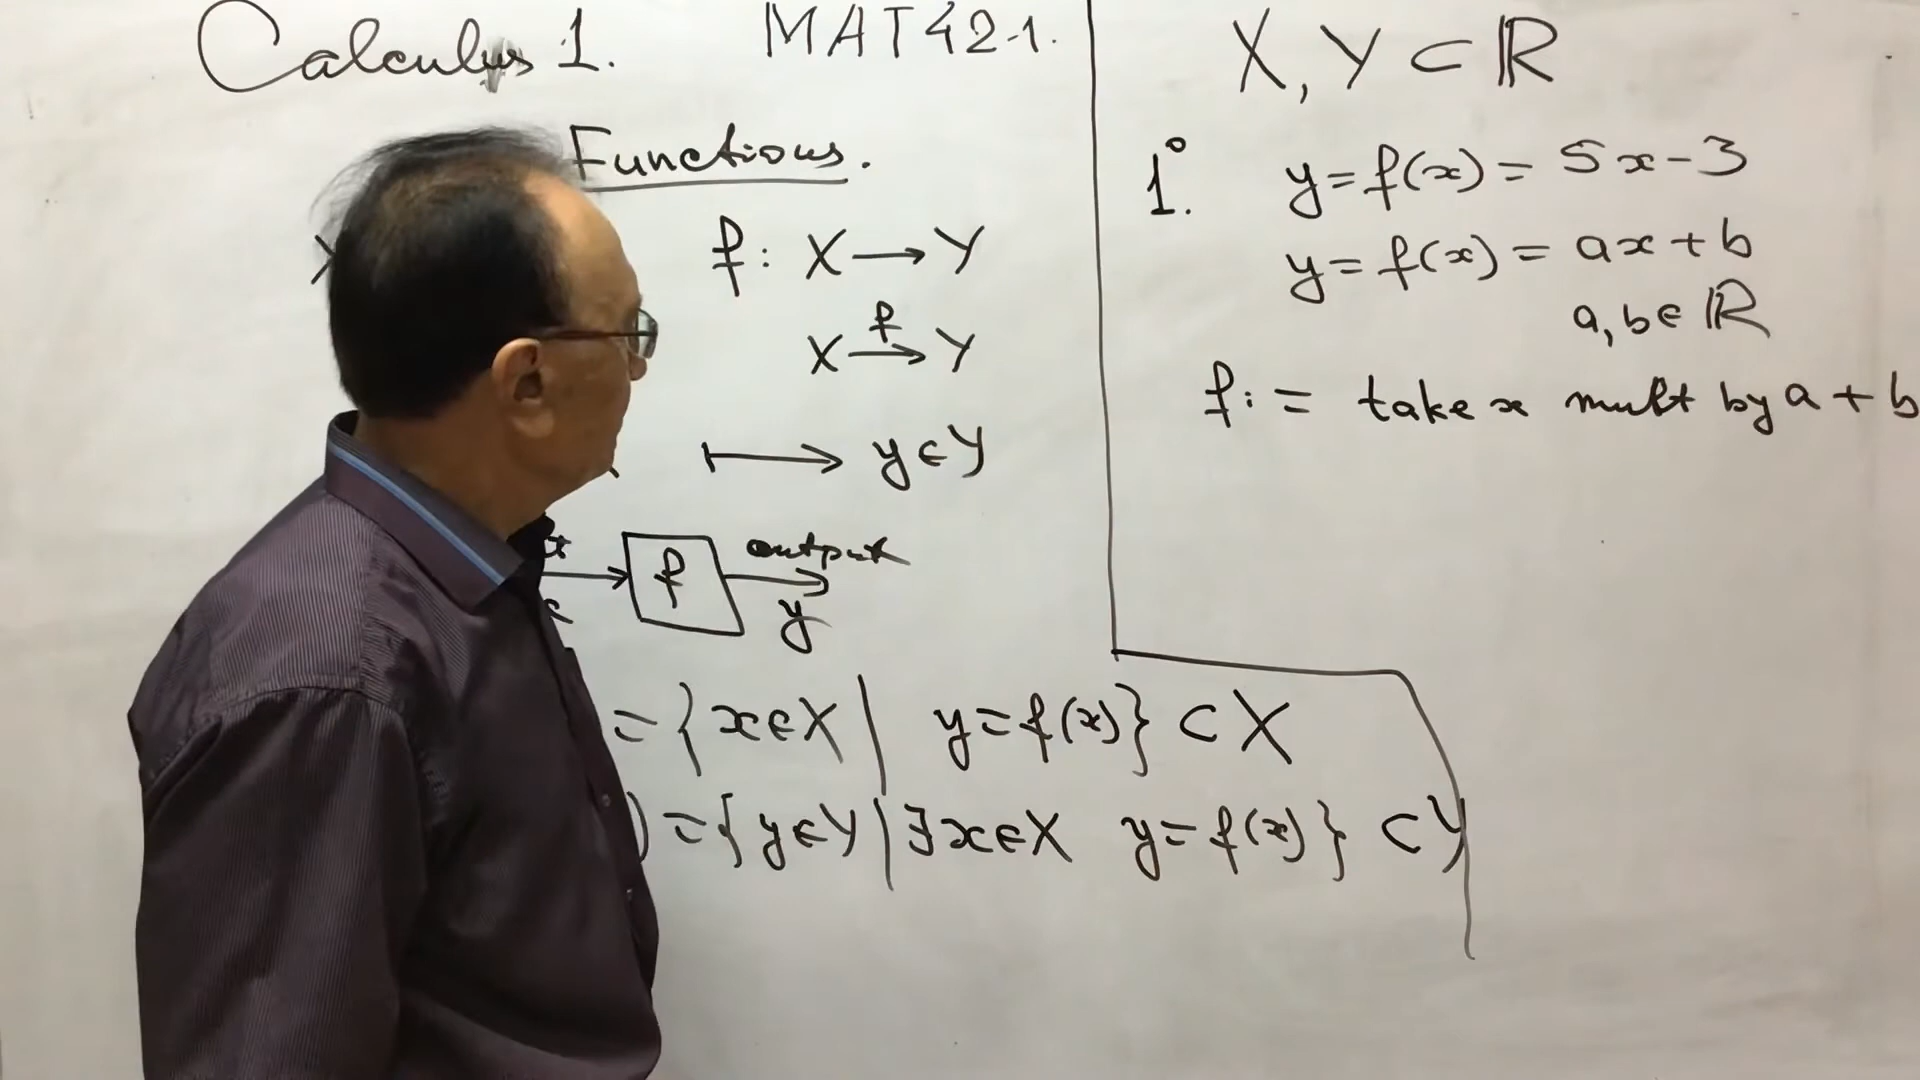 Calculus 1. MAT421.
Functions.
f: X → Y
X →f Y
↦ y∈Y
f output
y
= {x∈X | y=f(x)} ⊂ X
) = {y∈Y | ∃x∈X y=f(x)} ⊂ Y
X, Y ⊂ ℝ
1.° y=f(x)= 5x-3
y=f(x)= ax+b
a,b∈ ℝ
f:= take x mult by a + b